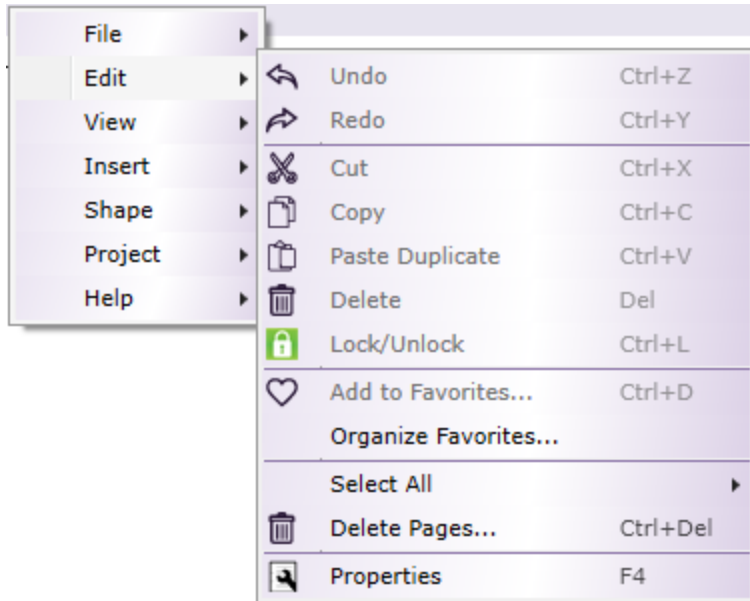 File
Edit
View
Insert
Shape
Project
Help
Undo Ctrl+Z
Redo Ctrl+Y
Cut Ctrl+X
Copy Ctrl+C
Paste Duplicate Ctrl+V
Delete Del
Lock/Unlock Ctrl+L
Add to Favorites... Ctrl+D
Organize Favorites...
Select All
Delete Pages... Ctrl+Del
Properties F4